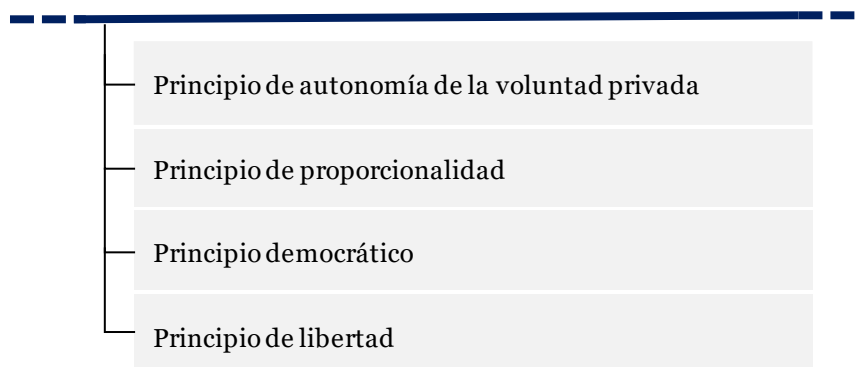 Principio de autonomía de la voluntad privada
Principio de proporcionalidad
Principio democrático
Principio de libertad